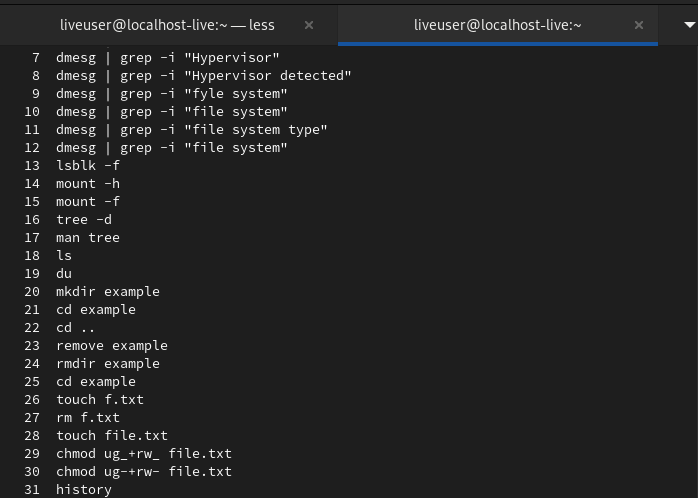 liveuser@localhost-live:~ — less × liveuser@localhost-live:~ ×
7 dmesg | grep -i "Hypervisor"
8 dmesg | grep -i "Hypervisor detected"
9 dmesg | grep -i "fyle system"
10 dmesg | grep -i "file system"
11 dmesg | grep -i "file system type"
12 dmesg | grep -i "file system"
13 lsblk -f
14 mount -h
15 mount -f
16 tree -d
17 man tree
18 ls
19 du
20 mkdir example
21 cd example
22 cd ..
23 remove example
24 rmdir example
25 cd example
26 touch f.txt
27 rm f.txt
28 touch file.txt
29 chmod ug_+rw_ file.txt
30 chmod ug-+rw- file.txt
31 history